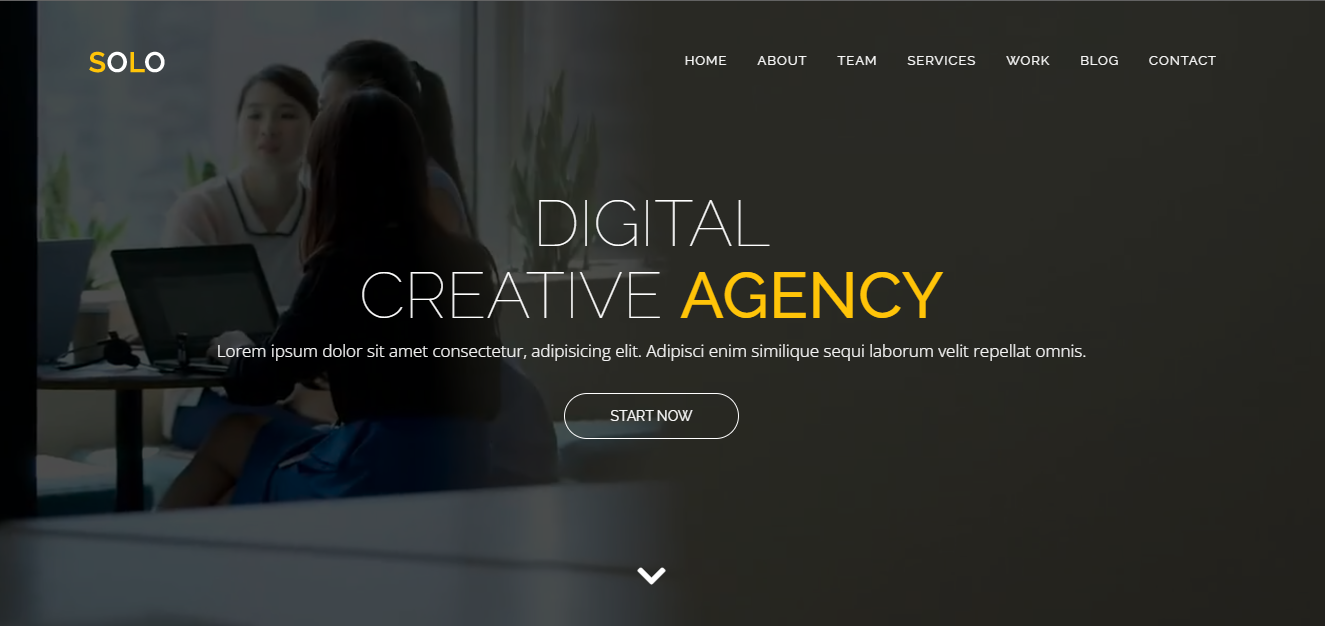 SOLO
HOME ABOUT TEAM SERVICES WORK BLOG CONTACT
DIGITAL
CREATIVE AGENCY
Lorem ipsum dolor sit amet consectetur, adipisicing elit. Adipisci enim similique sequi laborum velit repellat omnis.
START NOW